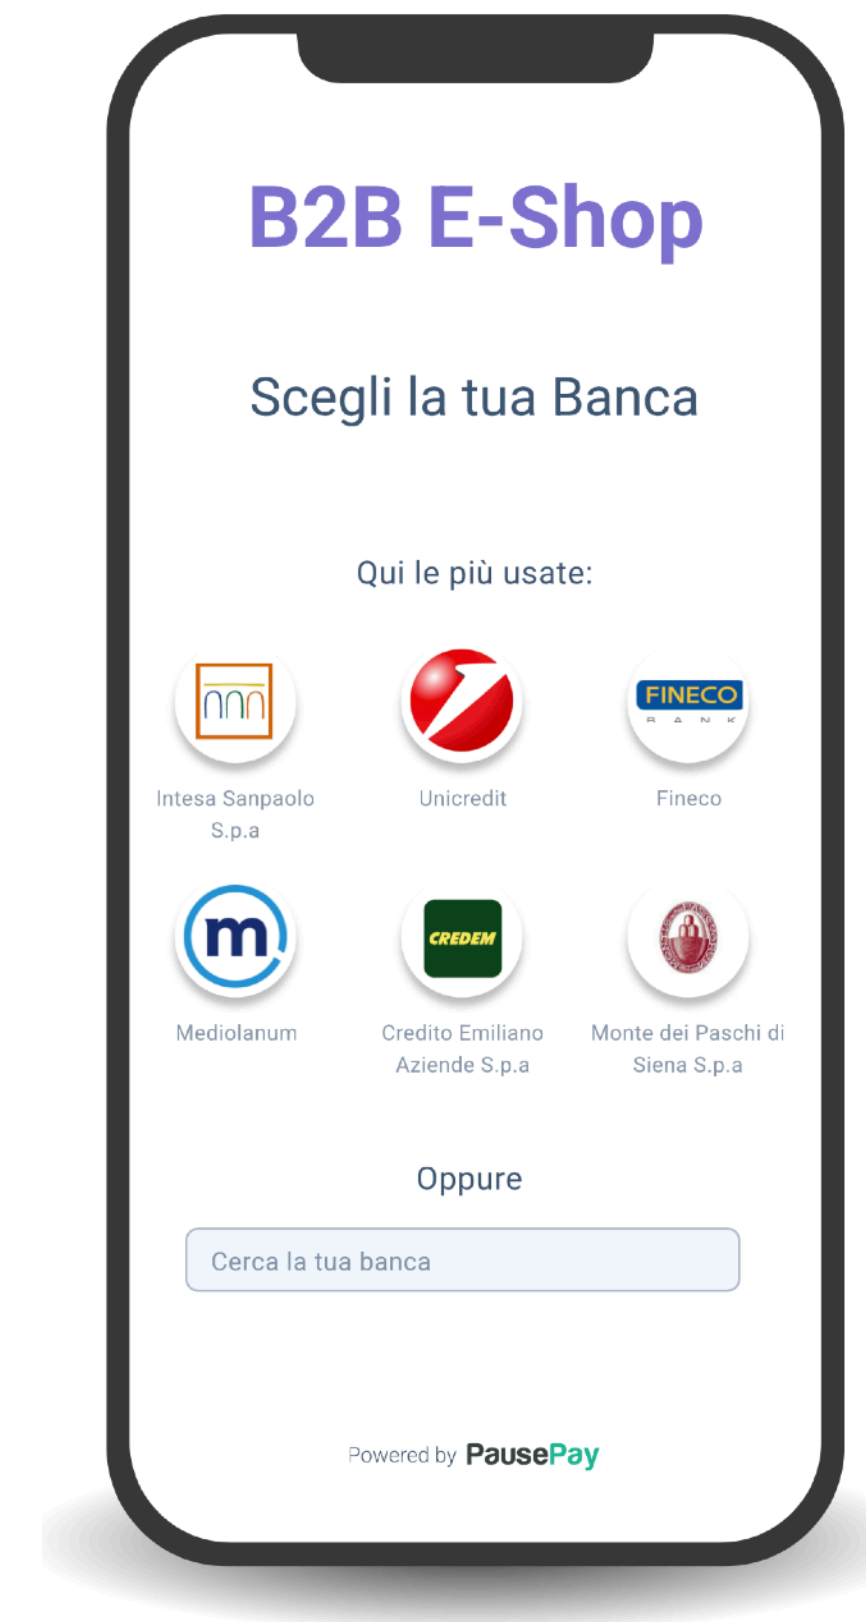 B2B E-Shop
Scegli la tua Banca
Qui le più usate:
FINECO
BANK
Intesa Sanpaolo
S.p.a
Unicredit
Fineco
m
CREDEM
Mediolanum
Credito Emiliano
Aziende S.p.a
Monte dei Paschi di
Siena S.p.a
Oppure
Cerca la tua banca
Powered by PausePay